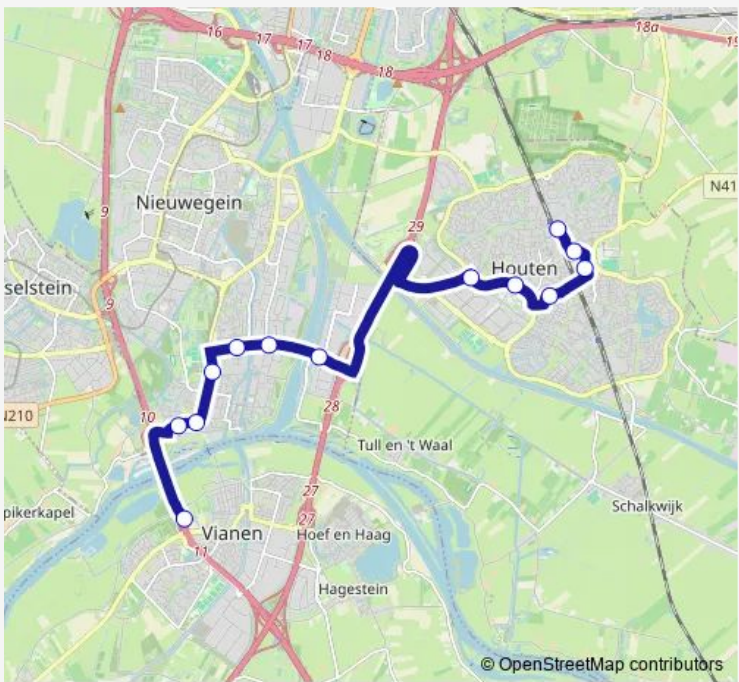 16
17
17
18
18
18a
19
N41
9
Nieuwegein
29
Houten
sselstein
9
10
N210
28
Tull en 't Waal
27
Schalkwijk
pikerkapel
Vianen
27
Hoef en Haag
11
Hagestein
© OpenStreetMap contributors